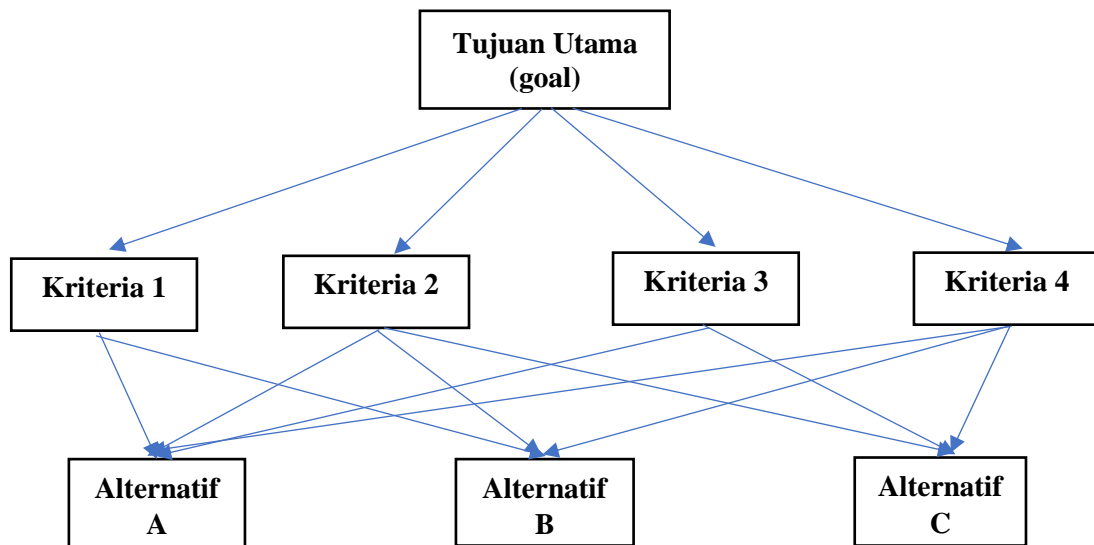 Tujuan Utama
(goal)
Kriteria 1
Kriteria 2
Kriteria 3
Kriteria 4
Alternatif
A
Alternatif
B
Alternatif
C